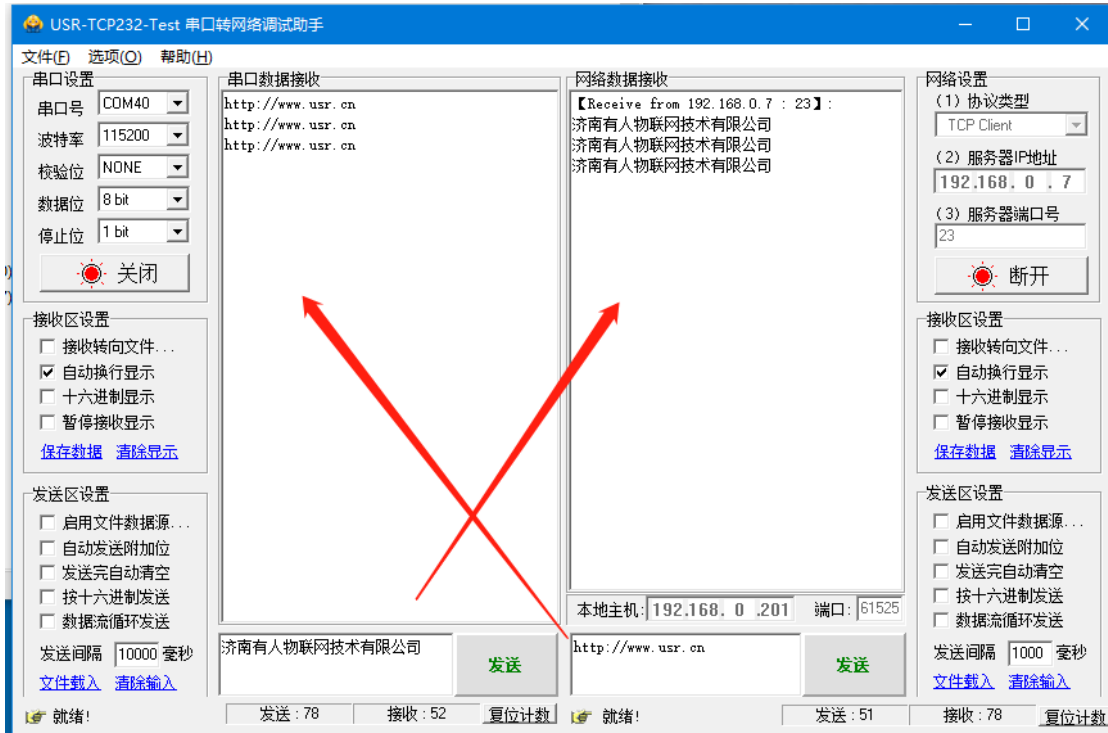 USR-TCP232-Test 串口转网络调试助手
文件(F) 选项(O) 帮助(H)
串口设置
串口号 COM40
波特率 115200
校验位 NONE
数据位 8 bit
停止位 1 bit
关闭
接收区设置
接收转向文件...
自动换行显示
十六进制显示
暂停接收显示
保存数据 清除显示
发送区设置
启用文件数据源...
自动发送附加位
发送完自动清空
按十六进制发送
数据流循环发送
发送间隔 10000 毫秒
文件载入 清除输入
就绪!
串口数据接收
http://www.usr.cn
http://www.usr.cn
http://www.usr.cn
济南有人物联网技术有限公司
发送
发送 : 78 接收 : 52 复位计数
网络数据接收
【Receive from 192.168.0.7 : 23】:
济南有人物联网技术有限公司
济南有人物联网技术有限公司
济南有人物联网技术有限公司
本地主机: 192.168. 0 .201 端口: 61525
http://www.usr.cn
发送
就绪!
发送 : 51 接收 : 78 复位计数
网络设置
(1) 协议类型
TCP Client
(2) 服务器IP地址
192.168. 0 . 7
(3) 服务器端口号
23
断开
接收区设置
接收转向文件...
自动换行显示
十六进制显示
暂停接收显示
保存数据 清除显示
发送区设置
启用文件数据源...
自动发送附加位
发送完自动清空
按十六进制发送
数据流循环发送
发送间隔 1000 毫秒
文件载入 清除输入